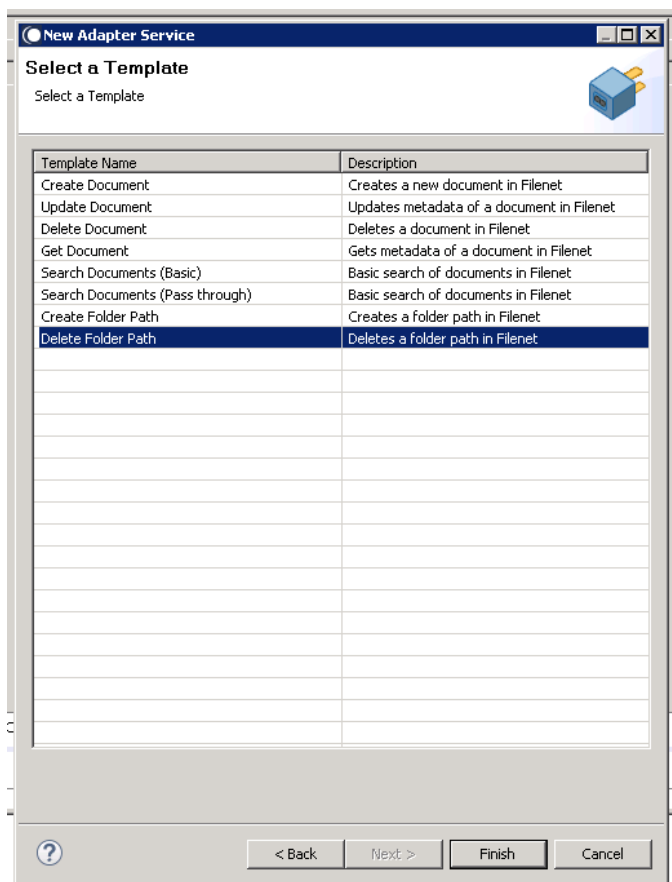 New Adapter Service
Select a Template
Select a Template
Template Name Description
Create Document Creates a new document in Filenet
Update Document Updates metadata of a document in Filenet
Delete Document Deletes a document in Filenet
Get Document Gets metadata of a document in Filenet
Search Documents (Basic) Basic search of documents in Filenet
Search Documents (Pass through) Basic search of documents in Filenet
Create Folder Path Creates a folder path in Filenet
Delete Folder Path Deletes a folder path in Filenet
? < Back Next > Finish Cancel